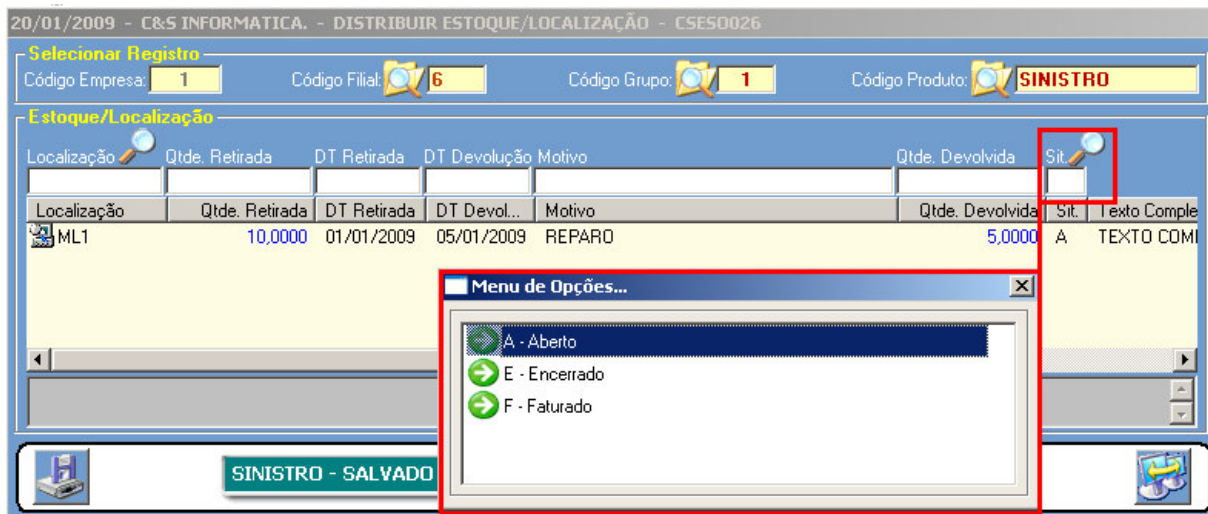 20/01/2009 - C&S INFORMATICA. - DISTRIBUIR ESTOQUE/LOCALIZAÇÃO - CSES0026
Selecionar Registro
Código Empresa: 1 Código Filial: 6 Código Grupo: 1 Código Produto: SINISTRO
Estoque/Localização
Localização Qtde. Retirada DT Retirada DT Devolução Motivo Qtde. Devolvida Sit.
Localização Qtde. Retirada DT Retirada DT Devol... Motivo Qtde. Devolvida Sit. Texto Comple
ML1 10,0000 01/01/2009 05/01/2009 REPARO 5,0000 A TEXTO COM
Menu de Opções...
A - Aberto
E - Encerrado
F - Faturado
SINISTRO - SALVADO